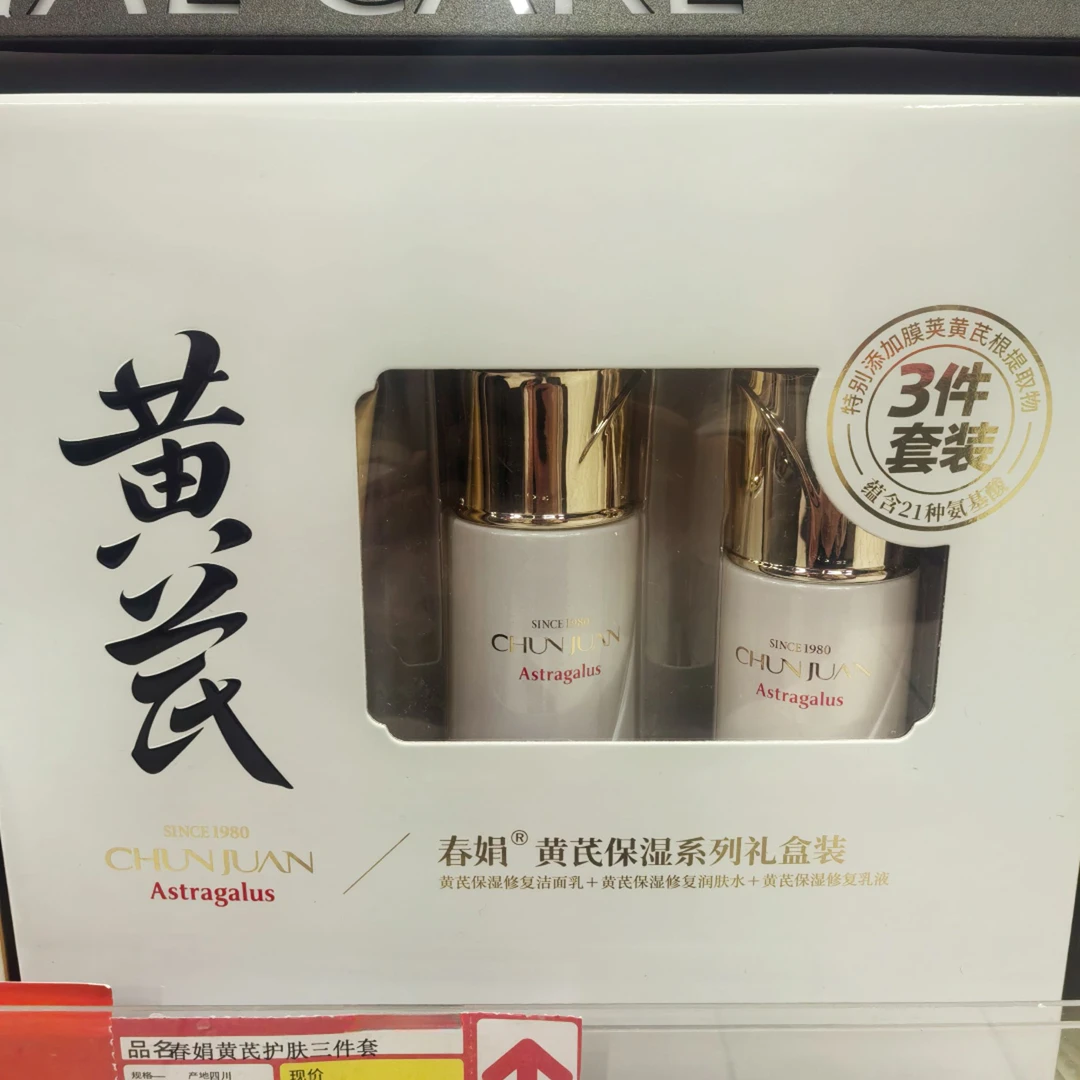 CARE
黄芪
SINCE 1980
CHUN JUAN
Astragalus
SINCE 1980
CHUN JUAN
Astragalus
特别添加膜荚黄芪根提取物
3件
套装
蕴含21种氨基酸
SINCE 1980
CHUN JUAN
Astragalus
春娟® 黄芪保湿系列礼盒装
黄芪保湿修复洁面乳+黄芪保湿修复润肤水+黄芪保湿修复乳液
品名 春娟黄芪护肤三件套
规格 产地四川
现价